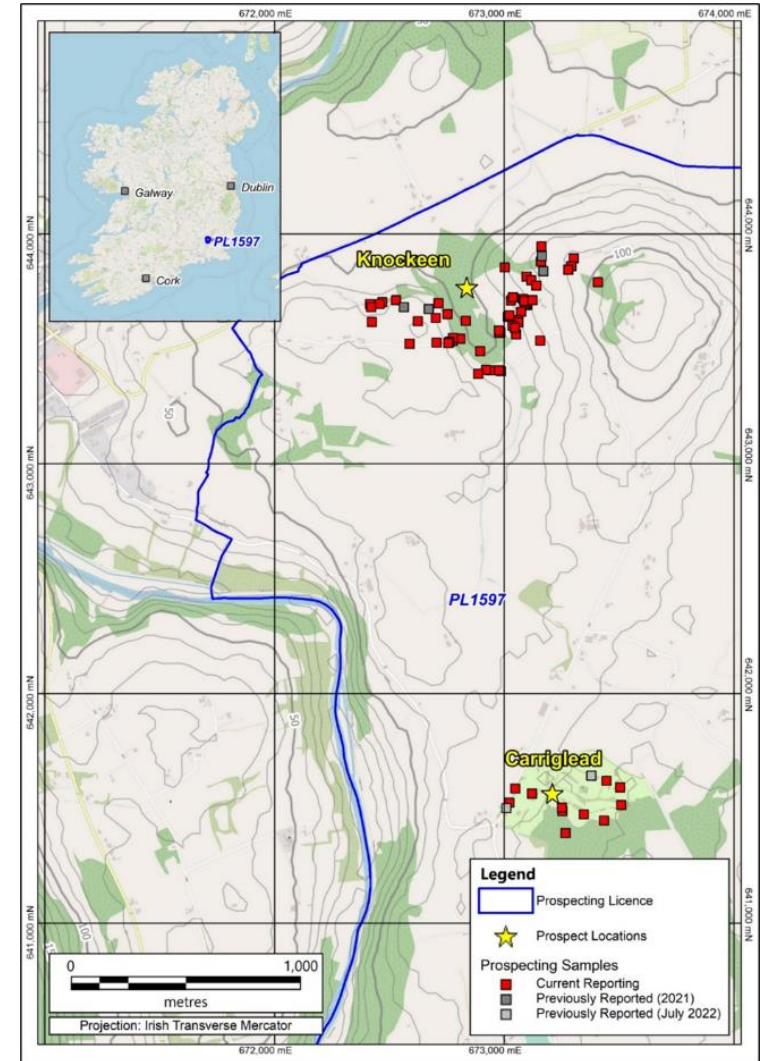 672,000 mE
673,000 mE
674,000 mE
Galway
Dublin
PL1597
Cork
644,000 mN
644,000 mN
Knockeen
100
50
643,000 mN
643,000 mN
PL1597
642,000 mN
642,000 mN
50
Carriglead
641,000 mN
641,000 mN
100
Legend
Prospecting Licence
Prospect Locations
Prospecting Samples
Current Reporting
Previously Reported (2021)
Previously Reported (July 2022)
0 1,000
metres
Projection: Irish Transverse Mercator
672,000 mE
673,000 mE